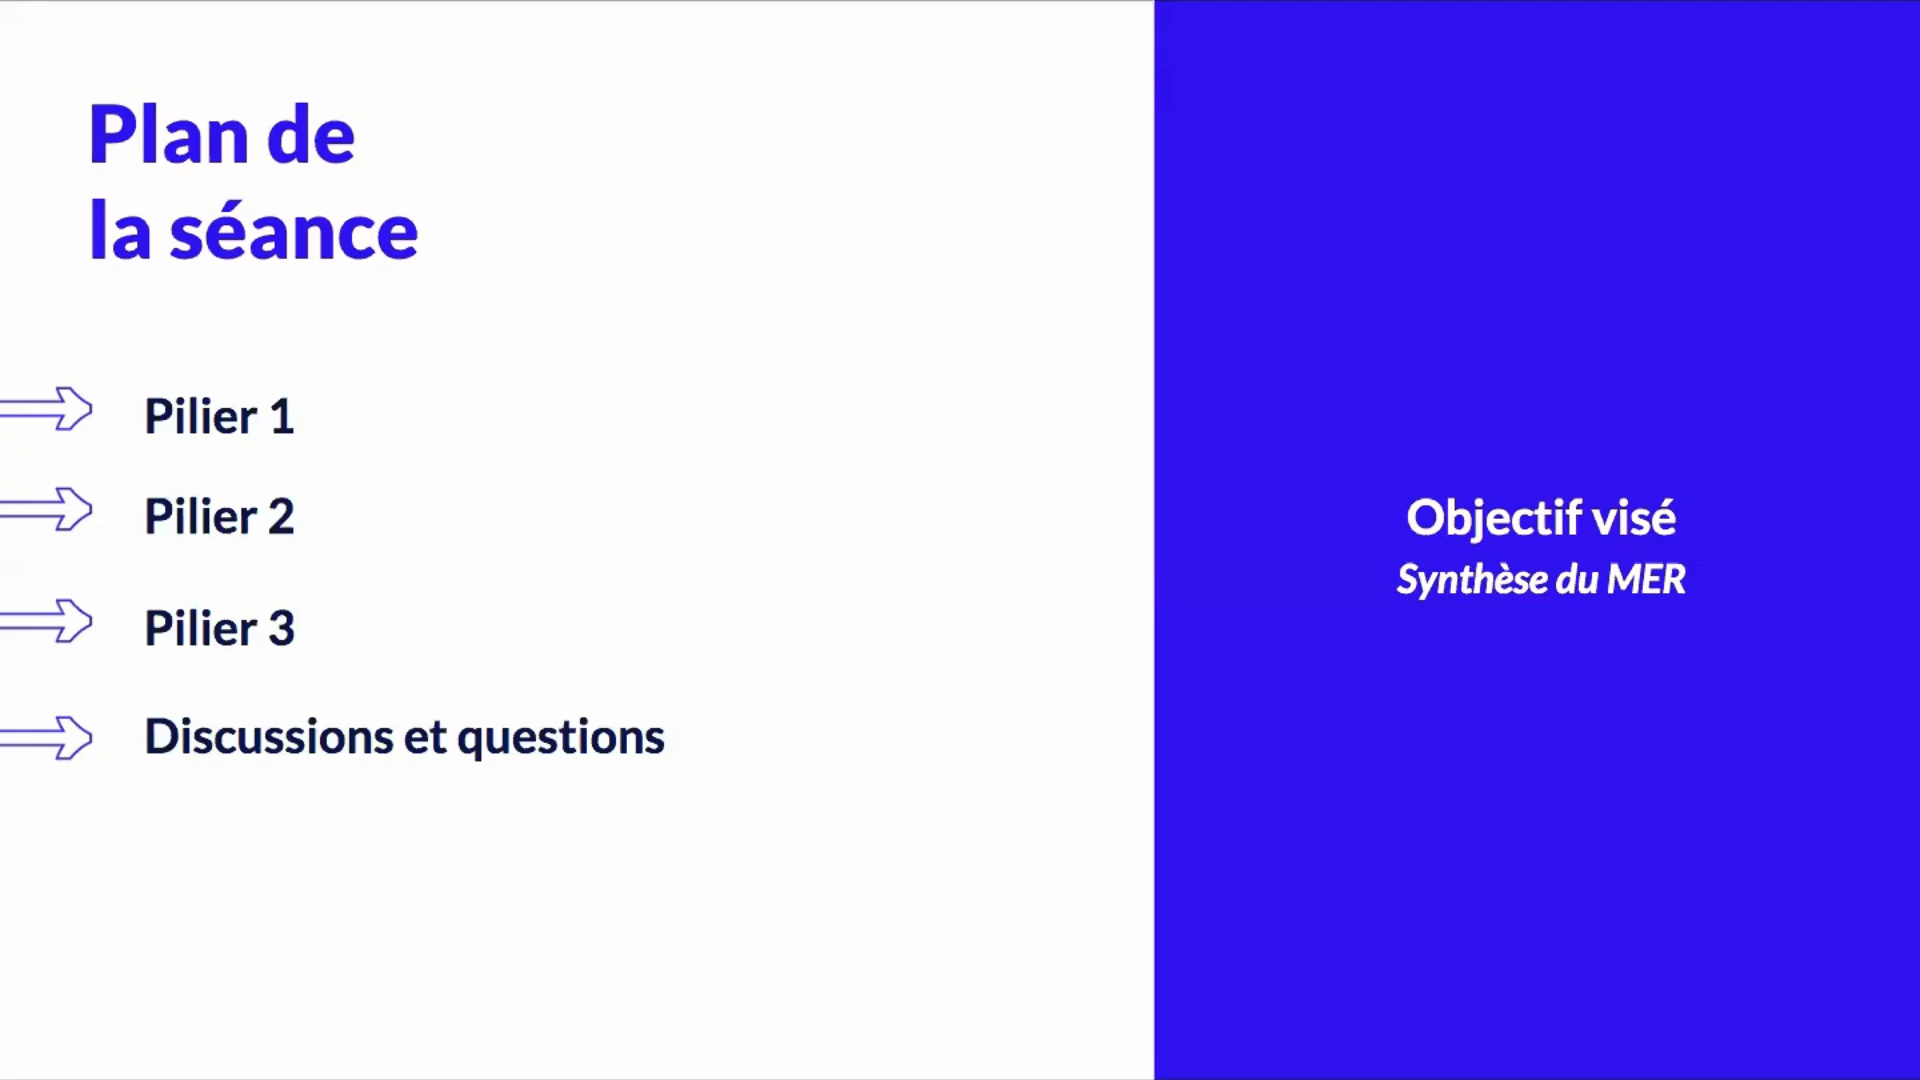 Plan de
la séance
Pilier 1
Pilier 2
Pilier 3
Discussions et questions
Objectif visé
Synthèse du MER